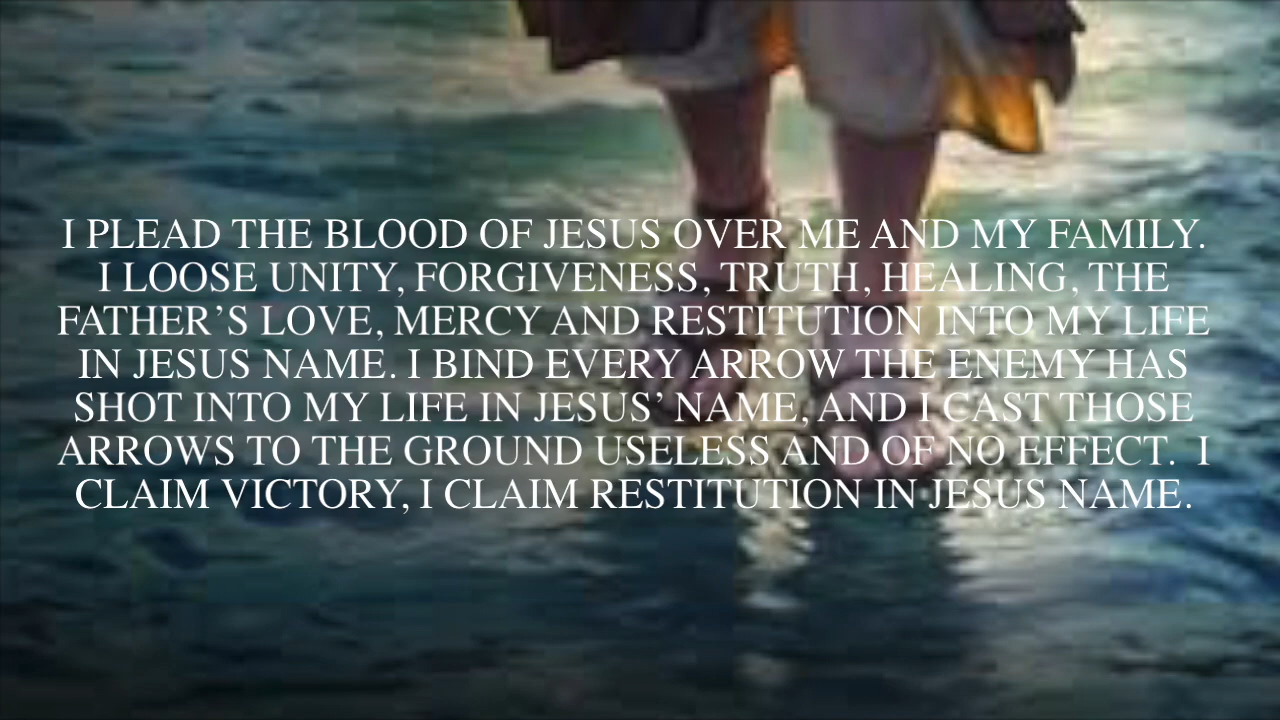 I PLEAD THE BLOOD OF JESUS OVER ME AND MY FAMILY.
I LOOSE UNITY, FORGIVENESS, TRUTH, HEALING, THE
FATHER’S LOVE, MERCY AND RESTITUTION INTO MY LIFE
IN JESUS NAME. I BIND EVERY ARROW THE ENEMY HAS
SHOT INTO MY LIFE IN JESUS’ NAME, AND I CAST THOSE
ARROWS TO THE GROUND USELESS AND OF NO EFFECT.  I
CLAIM VICTORY, I CLAIM RESTITUTION IN JESUS NAME.